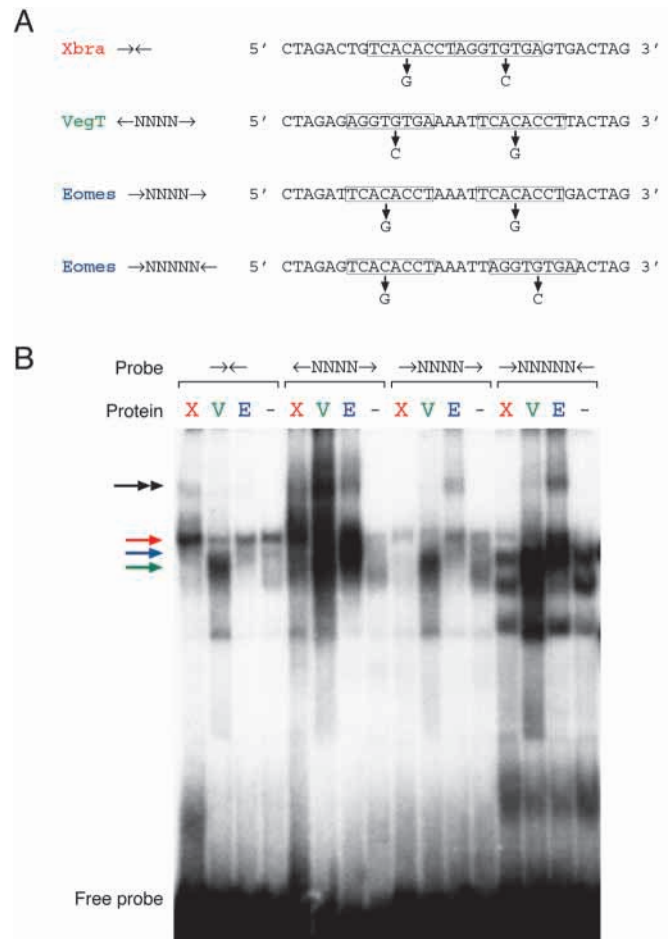 A
Xbra →← 5′ CTAGACTGTCACACCTAGGTGTGAGTGACTAG 3′
G C
VegT ←NNNN→ 5′ CTAGAGAGGTGTGAAAATTCACACCTTACTAG 3′
C G
Eomes →NNNN→ 5′ CTAGATTCACACCTAAATTCACACCTGACTAG 3′
G G
Eomes →NNNNN← 5′ CTAGAGTCACACCTAAATTAGGTGTGAACTAG 3′
G C
B
Probe →← ←NNNN→ →NNNN→ →NNNNN←
Protein X V E - X V E - X V E - X V E -
Free probe